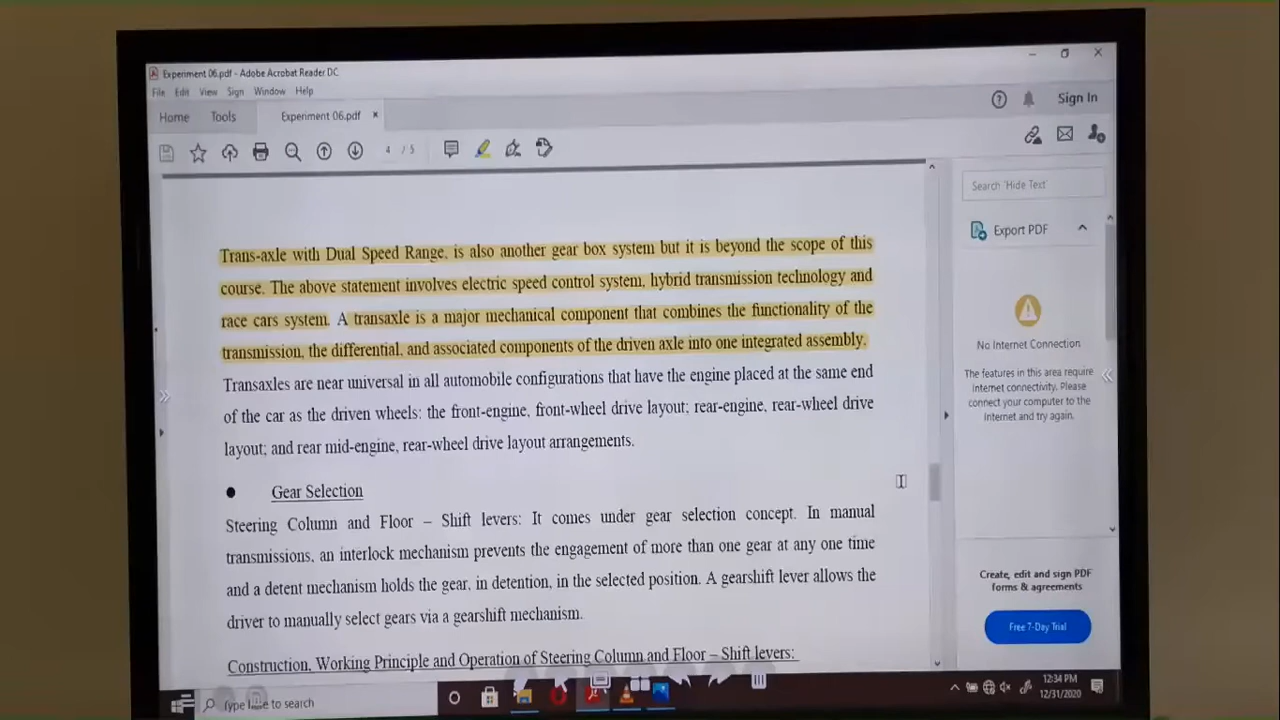 Experiment 06.pdf - Adobe Acrobat Reader DC
File Edit View Sign Window Help
Home Tools Experiment 06.pdf ×
Sign In
4 / 5
Search 'Hide Text'
Export PDF
Trans-axle with Dual Speed Range, is also another gear box system but it is beyond the scope of this
course. The above statement involves electric speed control system, hybrid transmission technology and
race cars system. A transaxle is a major mechanical component that combines the functionality of the
transmission, the differential, and associated components of the driven axle into one integrated assembly.
Transaxles are near universal in all automobile configurations that have the engine placed at the same end
of the car as the driven wheels: the front-engine, front-wheel drive layout; rear-engine, rear-wheel drive
layout; and rear mid-engine, rear-wheel drive layout arrangements.
● Gear Selection
Steering Column and Floor – Shift levers: It comes under gear selection concept. In manual
transmissions, an interlock mechanism prevents the engagement of more than one gear at any one time
and a detent mechanism holds the gear, in detention, in the selected position. A gearshift lever allows the
driver to manually select gears via a gearshift mechanism.
Construction, Working Principle and Operation of Steering Column and Floor – Shift levers:
No Internet Connection
The features in this area require
Internet connectivity. Please
connect your computer to the
Internet and try again.
Create, edit and sign PDF
forms & agreements
Free 7-Day Trial
Type here to search
12:34 PM
12/31/2020